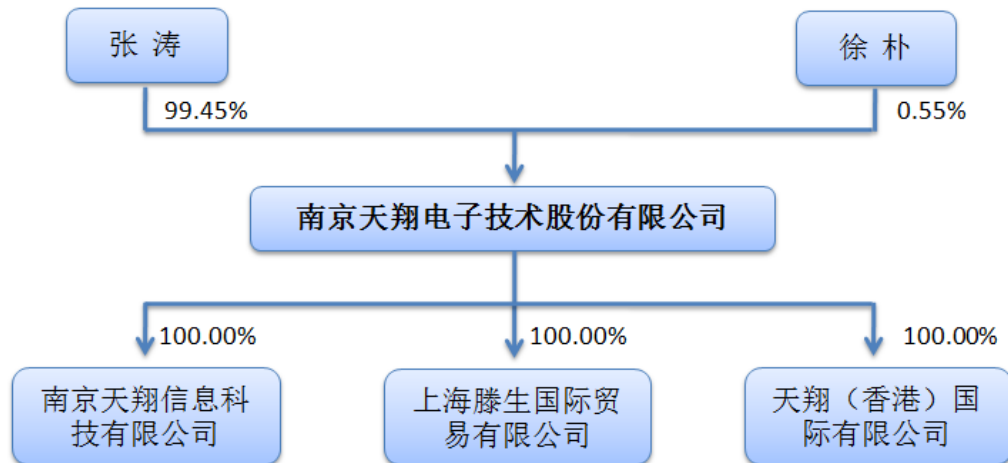 张 涛
徐 朴
99.45%
0.55%
南京天翔电子技术股份有限公司
100.00%
100.00%
100.00%
南京天翔信息科
技有限公司
上海滕生国际贸
易有限公司
天翔（香港）国
际有限公司